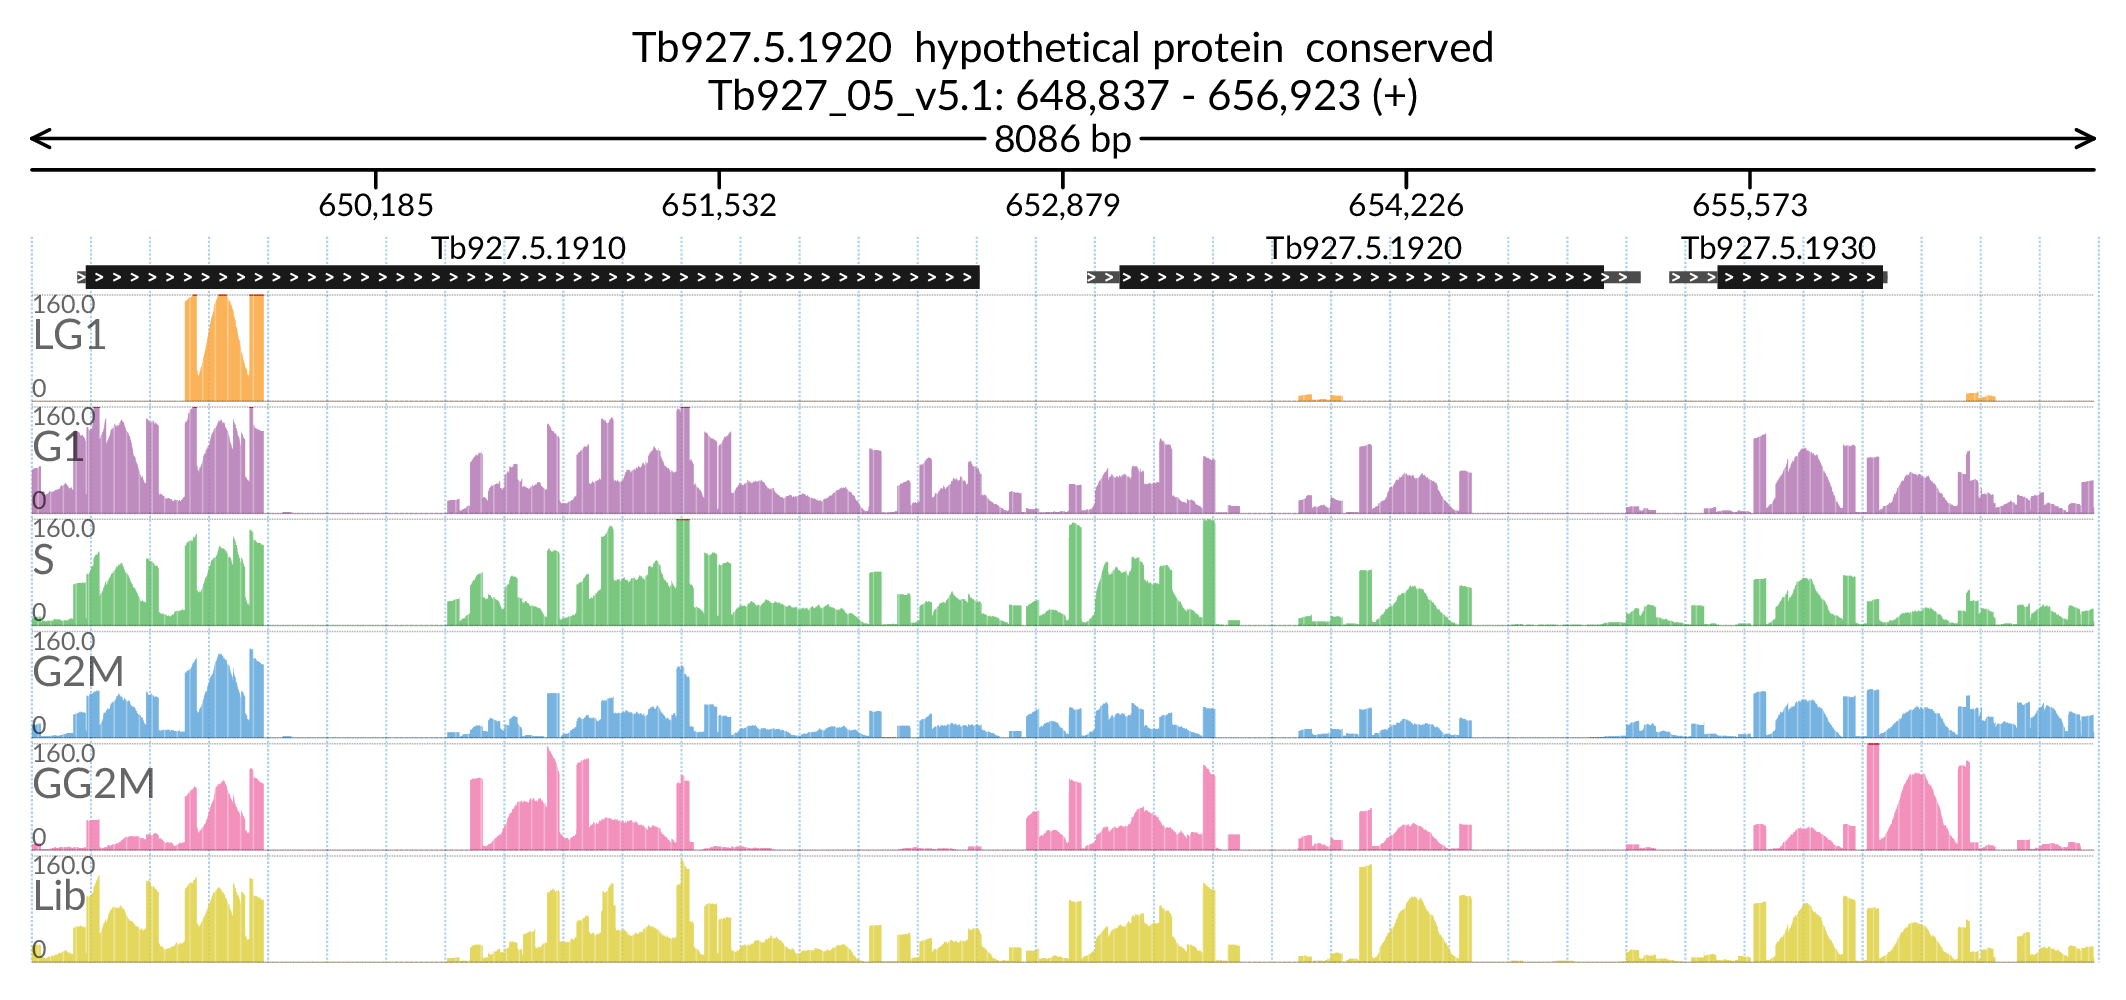 Tb927.5.1920  hypothetical protein  conserved
Tb927_05_v5.1: 648,837 - 656,923 (+)
8086 bp
650,185 651,532 652,879 654,226 655,573
Tb927.5.1910 Tb927.5.1920 Tb927.5.1930
160.0
LG1
0
160.0
G1
0
160.0
S
0
160.0
G2M
0
160.0
GG2M
0
160.0
Lib
0